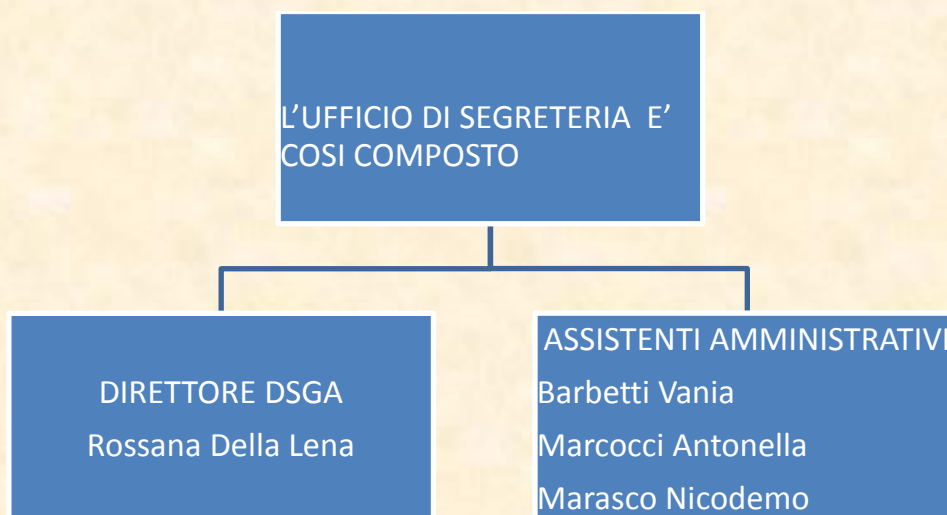 L’UFFICIO DI SEGRETERIA E’
COSI COMPOSTO
DIRETTORE DSGA
Rossana Della Lena
ASSISTENTI AMMINISTRATIVI
Barbetti Vania
Marcocci Antonella
Marasco Nicodemo